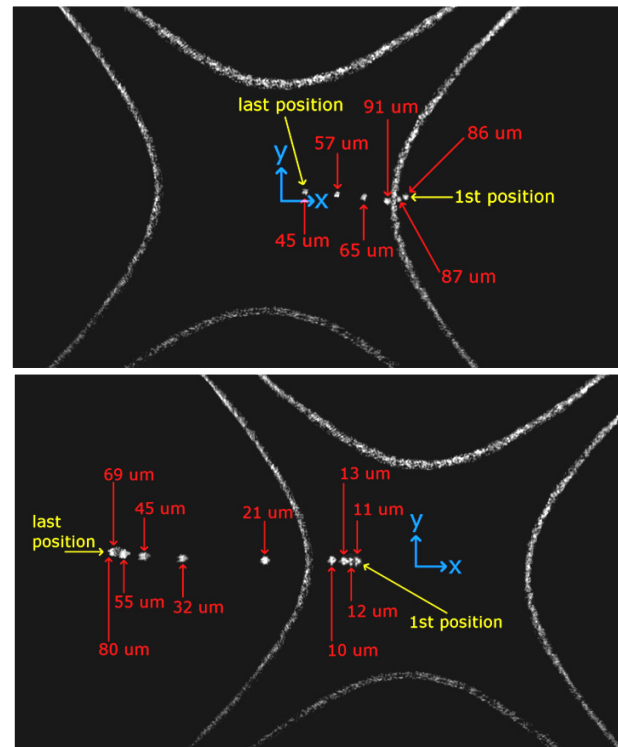 last position
91 um
86 um
57 um
y
x
1st position
45 um
65 um
87 um
69 um
13 um
45 um
11 um
21 um
last
position
y
x
55 um
32 um
12 um
1st position
80 um
10 um